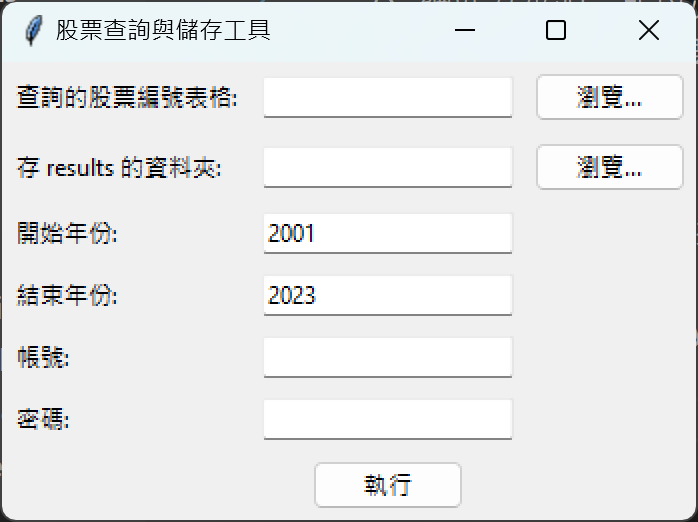 股票查詢與儲存工具
查詢的股票編號表格: 瀏覽...
存 results 的資料夾: 瀏覽...
開始年份: 2001
結束年份: 2023
帳號:
密碼:
執行